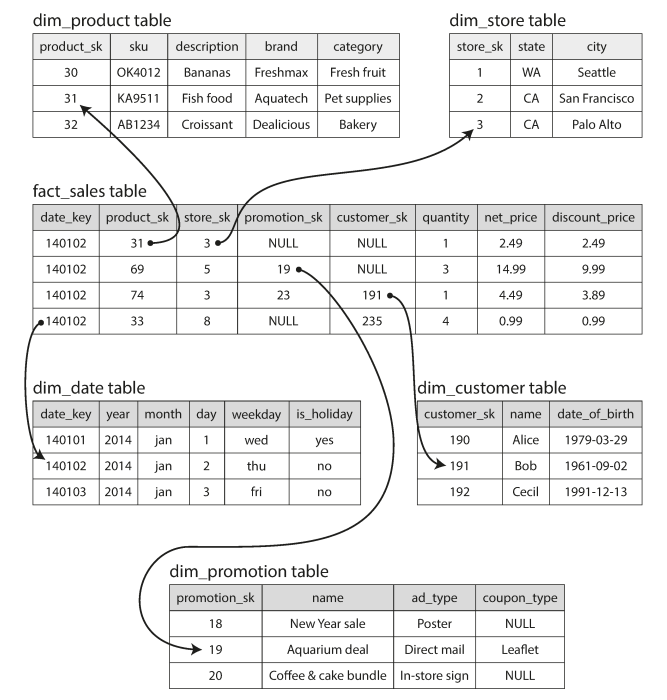 dim_product table
product_sk sku description brand category
30 OK4012 Bananas Freshmax Fresh fruit
31 KA9511 Fish food Aquatech Pet supplies
32 AB1234 Croissant Dealicious Bakery
dim_store table
store_sk state city
1 WA Seattle
2 CA San Francisco
3 CA Palo Alto
fact_sales table
date_key product_sk store_sk promotion_sk customer_sk quantity net_price discount_price
140102 31 3 NULL NULL 1 2.49 2.49
140102 69 5 19 NULL 3 14.99 9.99
140102 74 3 23 191 1 4.49 3.89
140102 33 8 NULL 235 4 0.99 0.99
dim_date table
date_key year month day weekday is_holiday
140101 2014 jan 1 wed yes
140102 2014 jan 2 thu no
140103 2014 jan 3 fri no
dim_customer table
customer_sk name date_of_birth
190 Alice 1979-03-29
191 Bob 1961-09-02
192 Cecil 1991-12-13
dim_promotion table
promotion_sk name ad_type coupon_type
18 New Year sale Poster NULL
19 Aquarium deal Direct mail Leaflet
20 Coffee & cake bundle In-store sign NULL